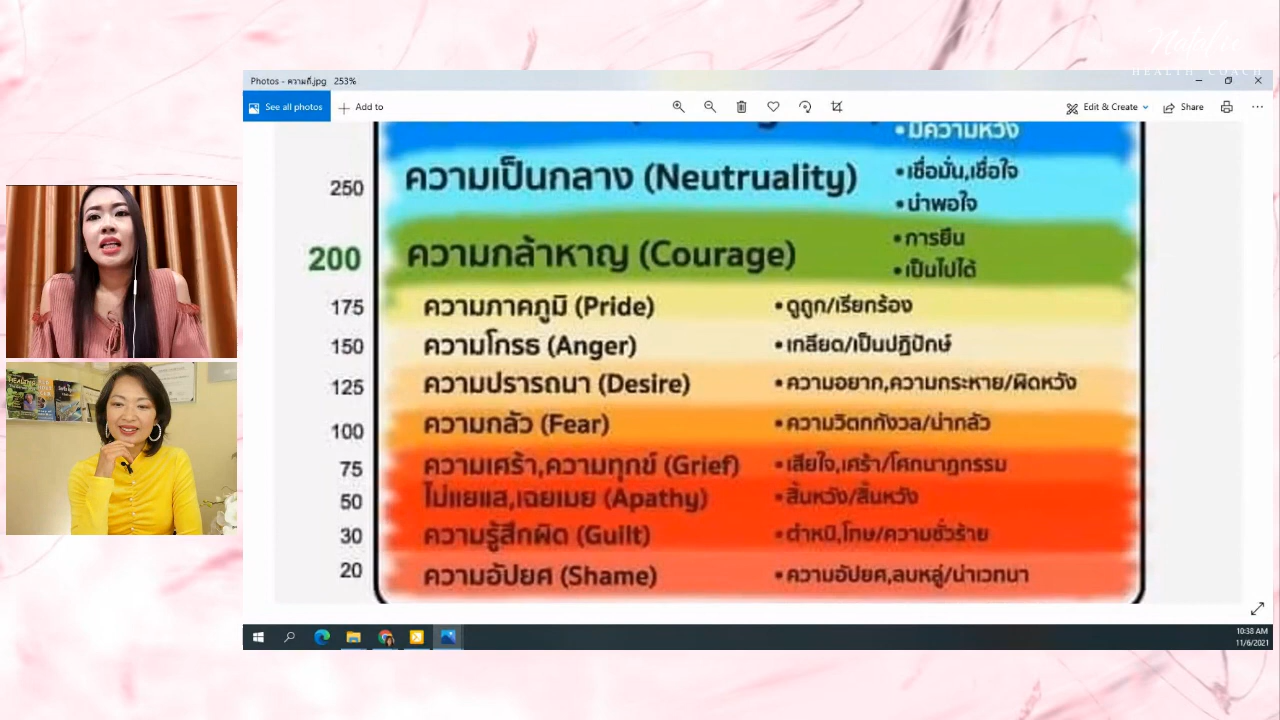 HEALTH COACH
Photos - ความถี่.jpg 253%
See all photos
Add to
Edit & Create
Share
• มีความหวัง
250 ความเป็นกลาง (Neutruality) • เชื่อมั่น,เชื่อใจ
• น่าพอใจ
200 ความกล้าหาญ (Courage) • การยืน
• เป็นไปได้
175 ความภาคภูมิ (Pride) • ดูถูก/เรียกร้อง
150 ความโกรธ (Anger) • เกลียด/เป็นปฏิปักษ์
125 ความปรารถนา (Desire) • ความอยาก,ความกระหาย/ผิดหวัง
100 ความกลัว (Fear) • ความวิตกกังวล/น่ากลัว
75 ความเศร้า,ความทุกข์ (Grief) • เสียใจ,เศร้า/โศกนาฏกรรม
50 ไม่แยแส,เฉยเมย (Apathy) • สิ้นหวัง/สิ้นหวัง
30 ความรู้สึกผิด (Guilt) • ตำหนิ,โทษ/ความชั่วร้าย
20 ความอัปยศ (Shame) • ความอัปยศ,ลบหลู่/น่าเวทนา
10:38 AM
11/6/2021